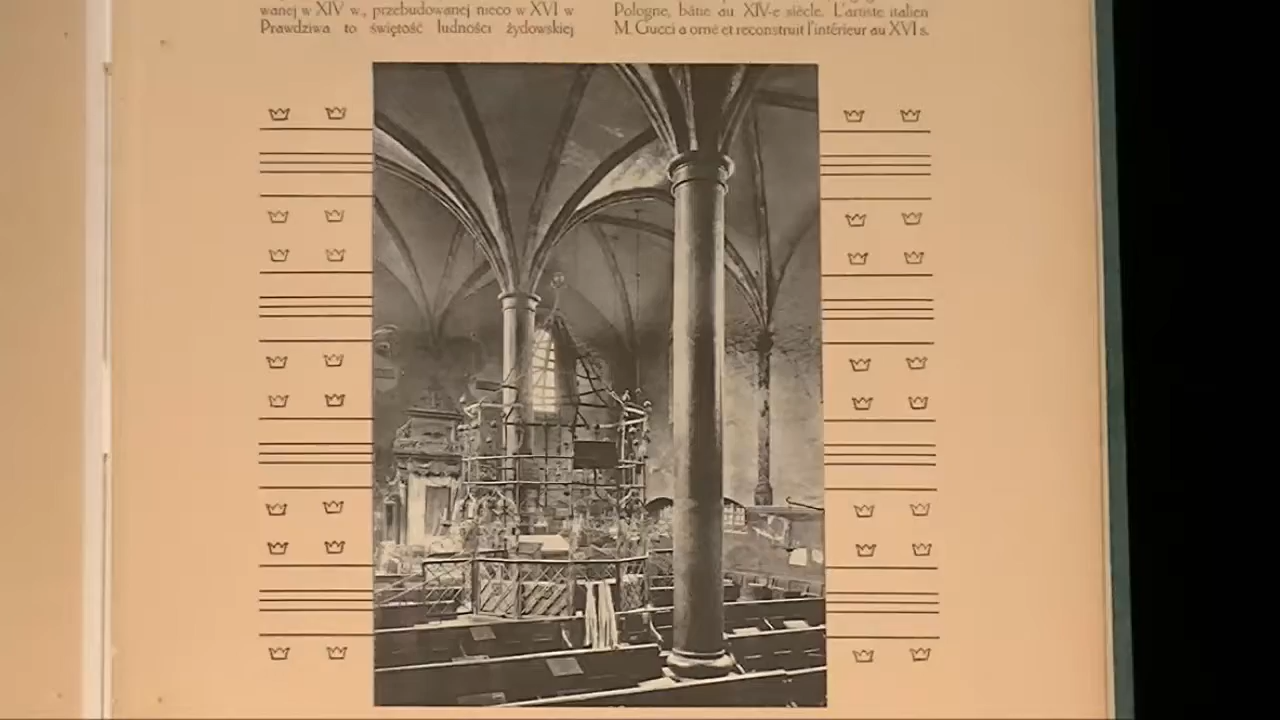 wanej w XIV w., przebudowanej nieco w XVI w
Prawdziwa to świętość ludności żydowskiej
Pologne, bâtie au XIV-e siècle. L'artiste italien
M. Gucci a orné et reconstruit l'intérieur au XVI s.